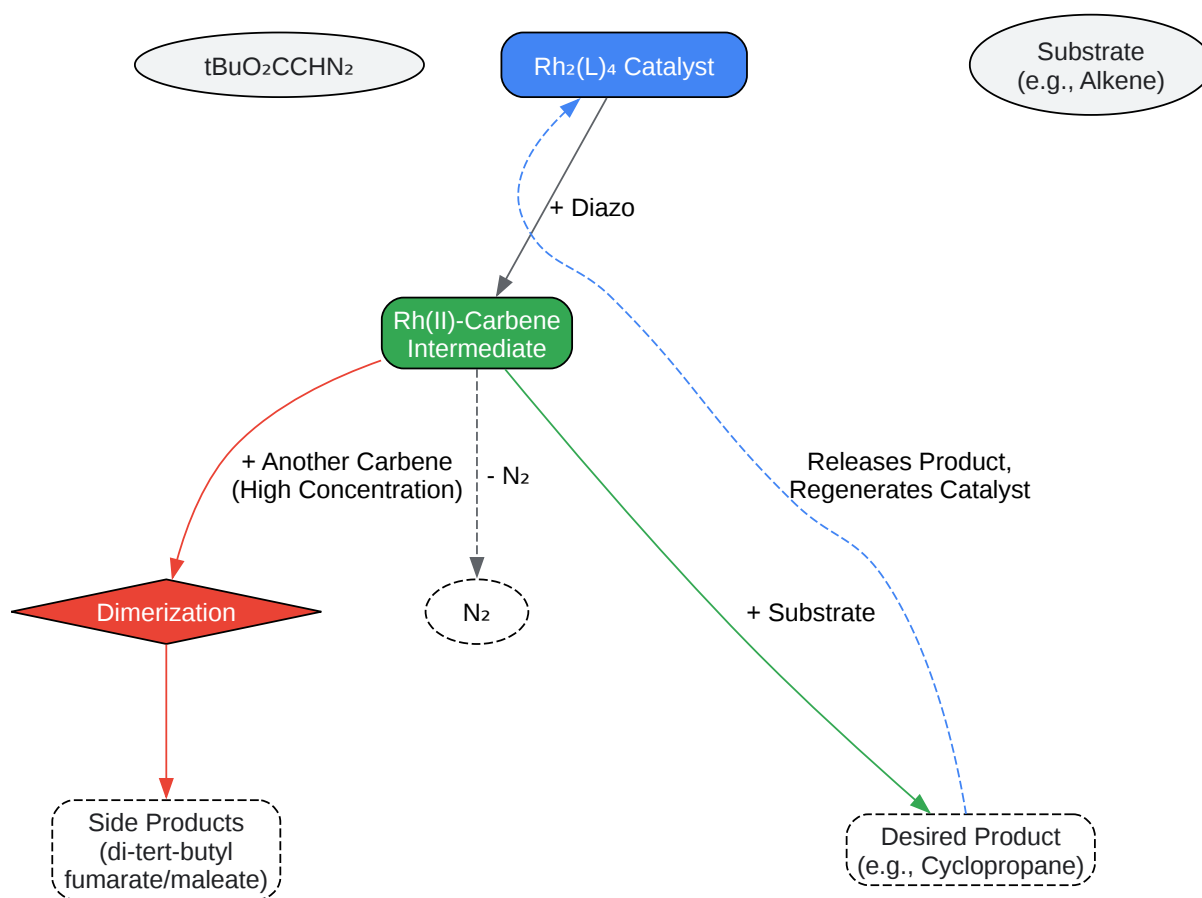 tBuO₂CCHN₂
Rh₂(L)₄ Catalyst
Substrate
(e.g., Alkene)
+ Diazo
Rh(II)-Carbene
Intermediate
+ Another Carbene
(High Concentration)
- N₂
Releases Product,
Regenerates Catalyst
Dimerization
N₂
+ Substrate
Side Products
(di-tert-butyl
fumarate/maleate)
Desired Product
(e.g., Cyclopropane)